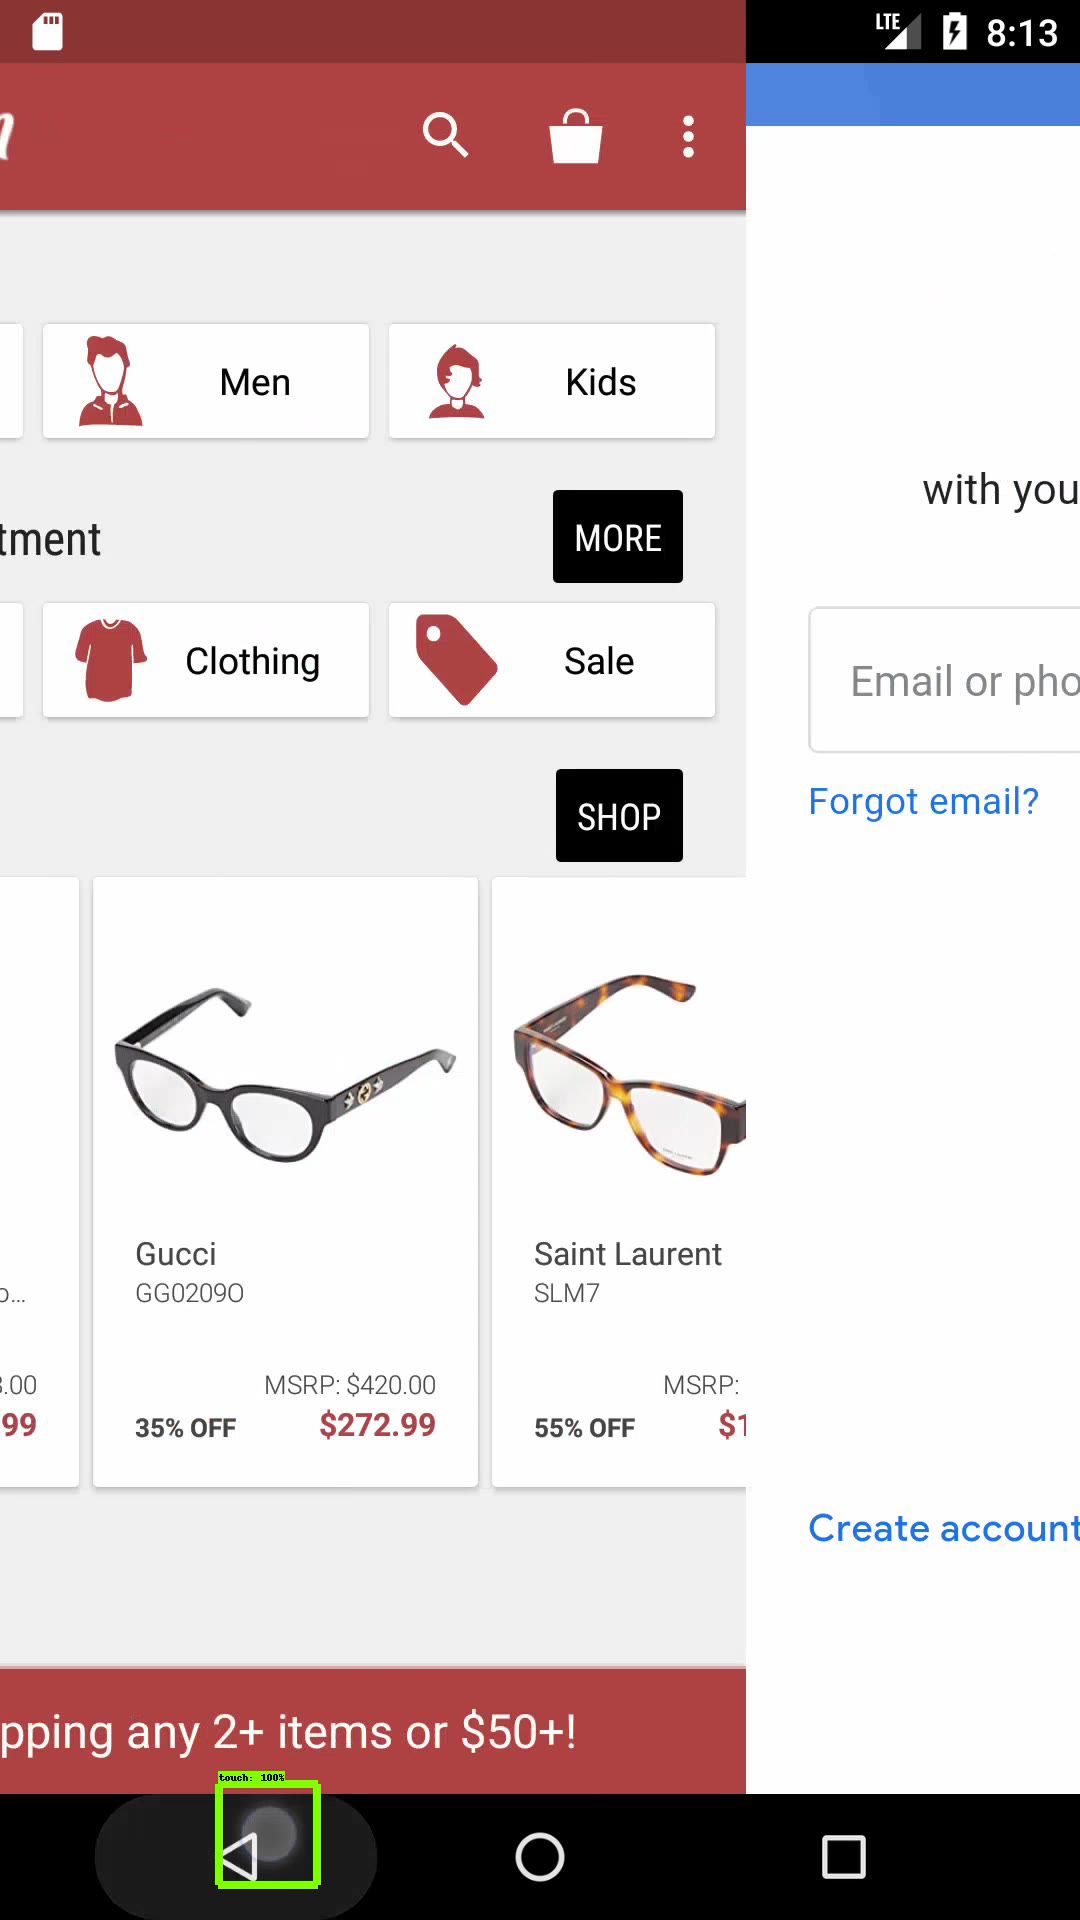 LTE 8:13
Men
Kids
with you
tment
MORE
Email or pho
Clothing
Sale
Forgot email?
SHOP
Gucci
GG0209O
Saint Laurent
SLM7
o...
3.00
99
MSRP: $420.00
35% OFF
$272.99
MSRP:
55% OFF
$1
Create account
pping any 2+ items or $50+!
touch: 100%